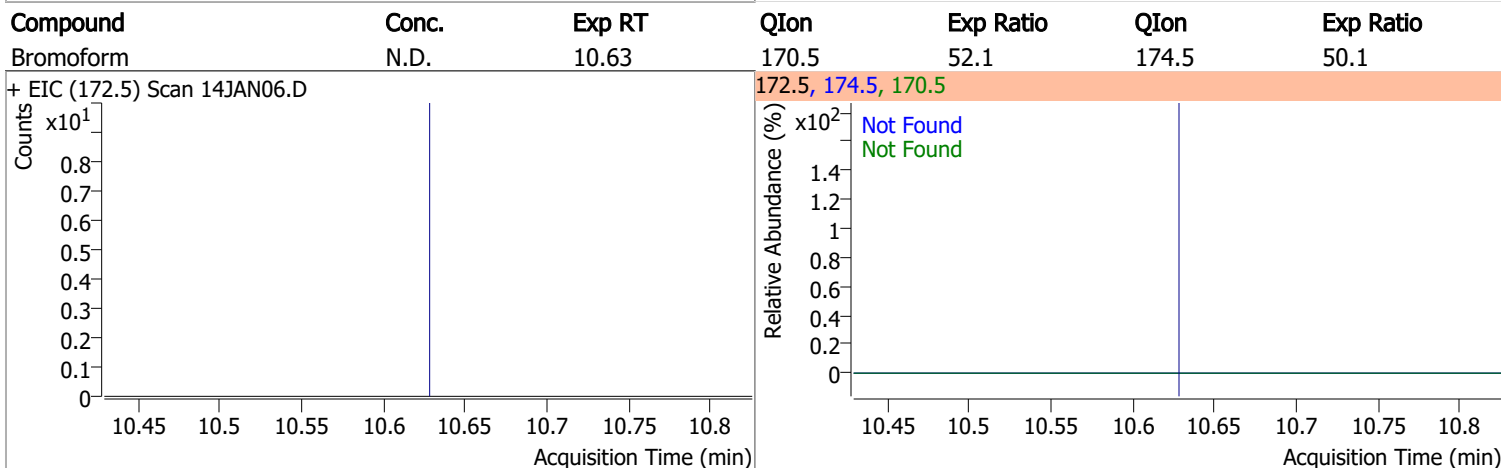 Compound Conc. Exp RT QIon Exp Ratio QIon Exp Ratio
Bromoform N.D. 10.63 170.5 52.1 174.5 50.1
+ EIC (172.5) Scan 14JAN06.D
Counts
x10¹
0.8
0.7
0.6
0.5
0.4
0.3
0.2
0.1
0
10.45 10.5 10.55 10.6 10.65 10.7 10.75 10.8
Acquisition Time (min)
172.5, 174.5, 170.5
Relative Abundance (%)
x10²
Not Found
Not Found
1.4
1.2
1
0.8
0.6
0.4
0.2
0
10.45 10.5 10.55 10.6 10.65 10.7 10.75 10.8
Acquisition Time (min)